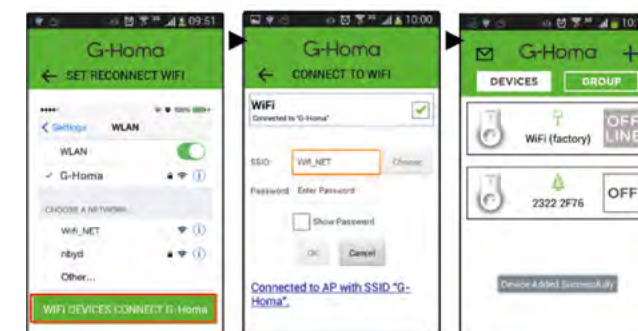 09:51
G-Homa
SET RECONNECT WIFI
100%
Settings WLAN
WLAN
G-Homa
CHOOSE A NETWORK...
Wifi_NET
nbyd
Other...
WIFI DEVICES CONNECT G-Homa
10:00
G-Homa
CONNECT TO WIFI
WiFi
Connected to "G-Homa"
SSID: Wifi_NET Choose
Password: Enter Password
Show Password
OK Cancel
Connected to AP with SSID "G-
Homa".
10:
G-Homa
DEVICES GROUP
WiFi (factory)
OFF
LINE
2322 2F76 OFF
Device Added Successfully